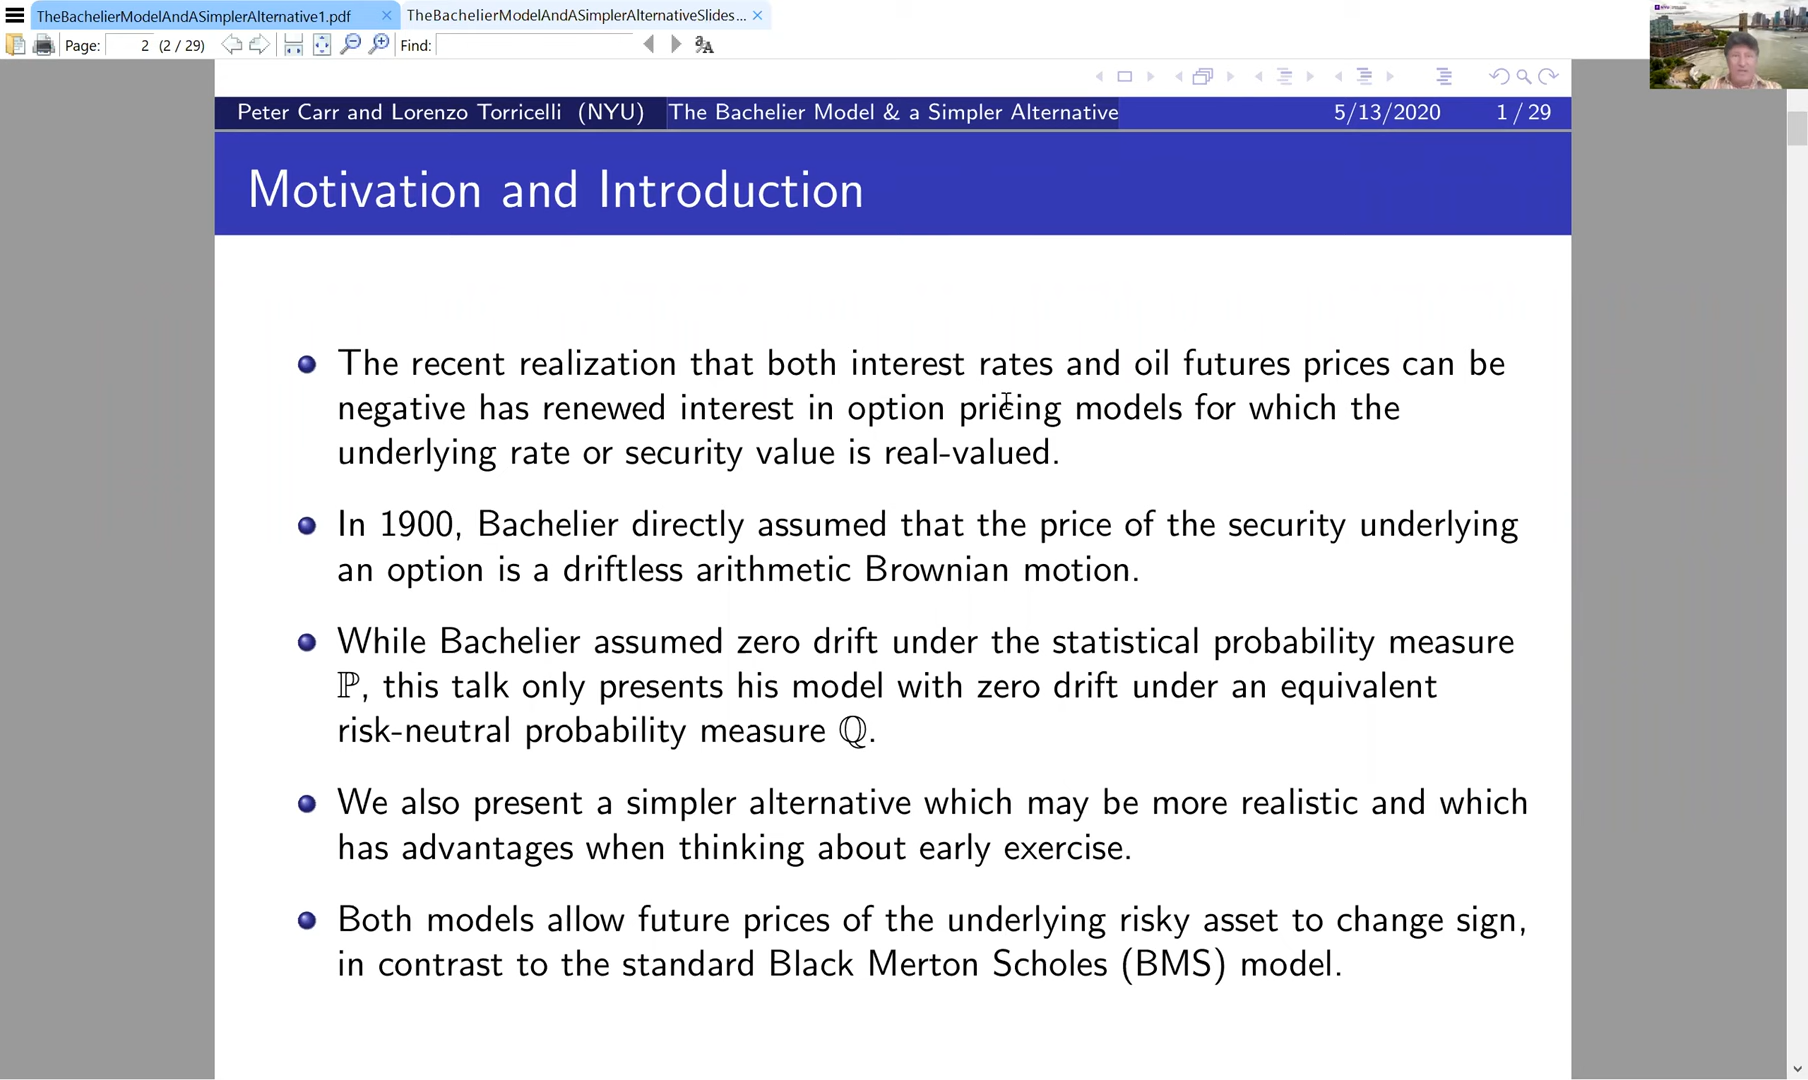 TheBachelierModelAndASimplerAlternative1.pdf
TheBachelierModelAndASimplerAlternativeSlides...
Page: 2 (2 / 29)
Find:
Peter Carr and Lorenzo Torricelli (NYU) The Bachelier Model & a Simpler Alternative 5/13/2020 1 / 29
Motivation and Introduction
The recent realization that both interest rates and oil futures prices can be
negative has renewed interest in option pricing models for which the
underlying rate or security value is real-valued.
In 1900, Bachelier directly assumed that the price of the security underlying
an option is a driftless arithmetic Brownian motion.
While Bachelier assumed zero drift under the statistical probability measure
ℙ, this talk only presents his model with zero drift under an equivalent
risk-neutral probability measure ℚ.
We also present a simpler alternative which may be more realistic and which
has advantages when thinking about early exercise.
Both models allow future prices of the underlying risky asset to change sign,
in contrast to the standard Black Merton Scholes (BMS) model.